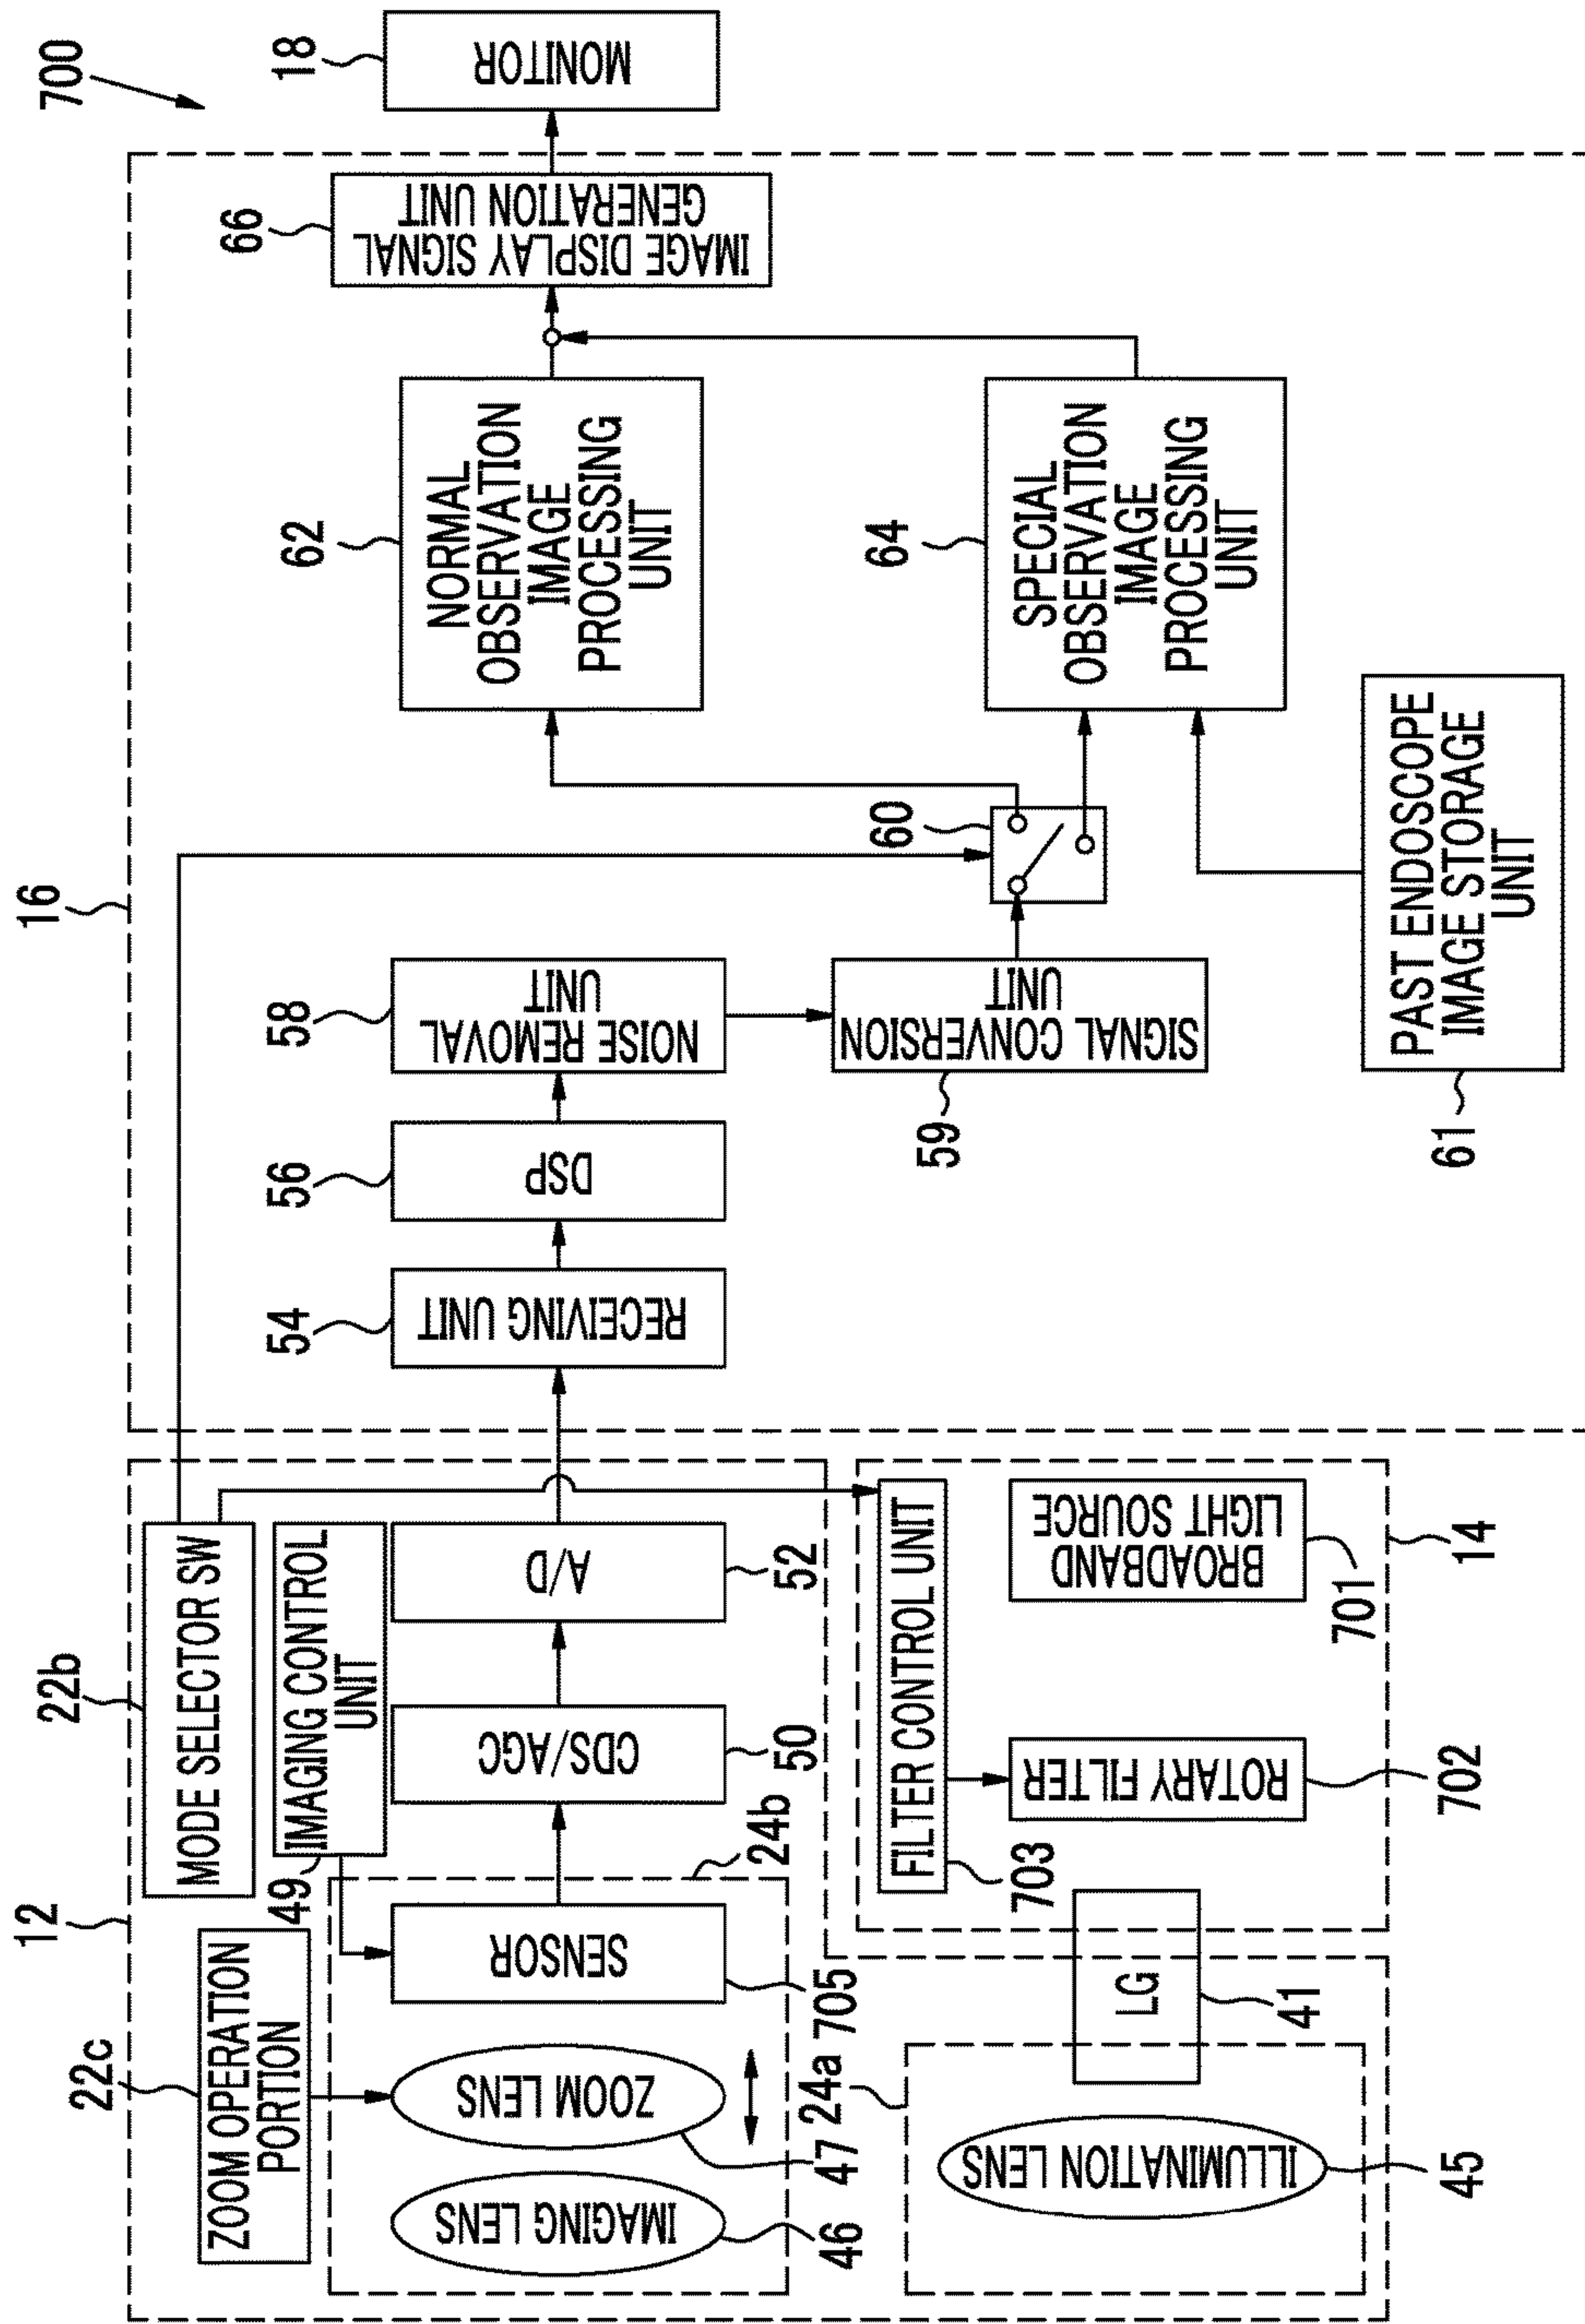 700
12
16
22c
ZOOM OPERATION
PORTION
22b
MODE SELECTOR SW
49
IMAGING CONTROL
UNIT
46
IMAGING LENS
47
ZOOM LENS
705
SENSOR
24b
50
CDS/AGC
52
A/D
54
RECEIVING UNIT
56
DSP
58
NOISE REMOVAL
UNIT
59
SIGNAL CONVERSION
UNIT
60
62
NORMAL
OBSERVATION
IMAGE
PROCESSING
UNIT
64
SPECIAL
OBSERVATION
IMAGE
PROCESSING
UNIT
61
PAST ENDOSCOPE
IMAGE STORAGE
UNIT
66
IMAGE DISPLAY SIGNAL
GENERATION UNIT
18
MONITOR
24a
45
ILLUMINATION LENS
41
LG
703
FILTER CONTROL UNIT
702
ROTARY FILTER
701
BROADBAND
LIGHT SOURCE
14